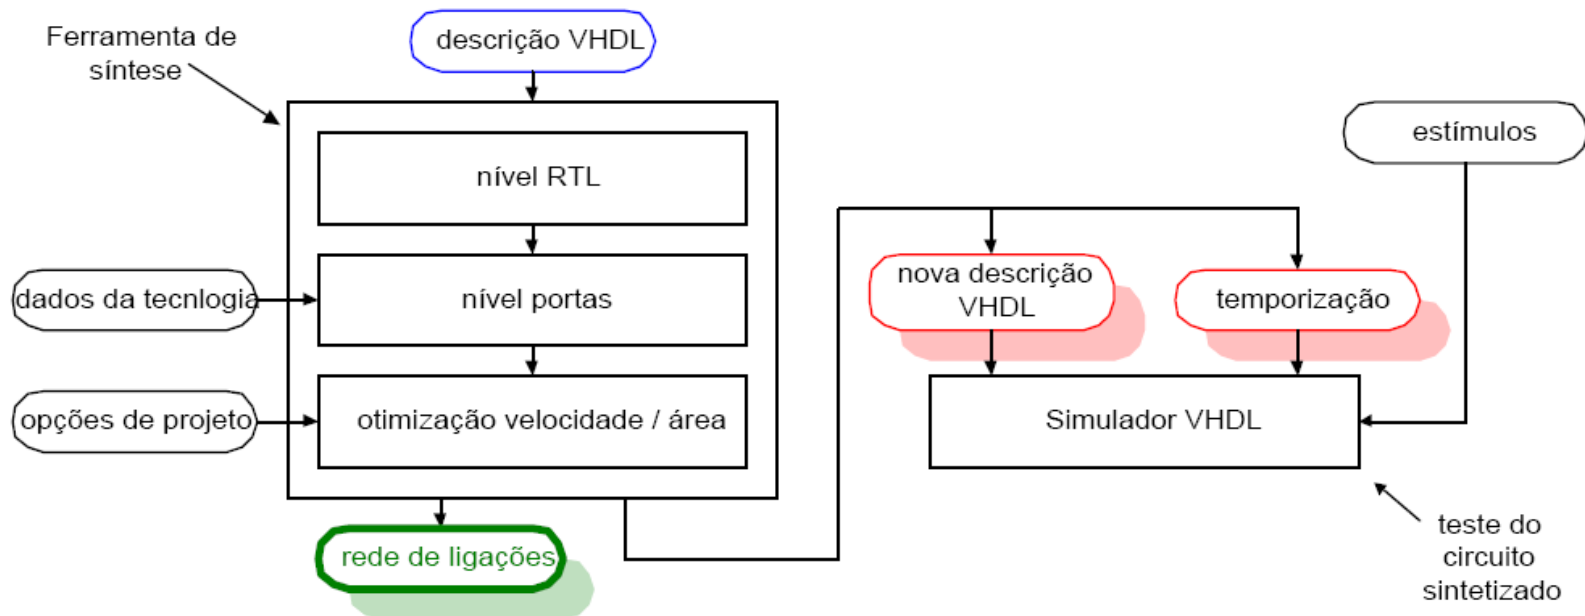 Ferramenta de
síntese
descrição VHDL
estímulos
nível RTL
dados da tecnlogia
nível portas
nova descrição
VHDL
temporização
opções de projeto
otimização velocidade / área
Simulador VHDL
rede de ligações
teste do
circuito
sintetizado